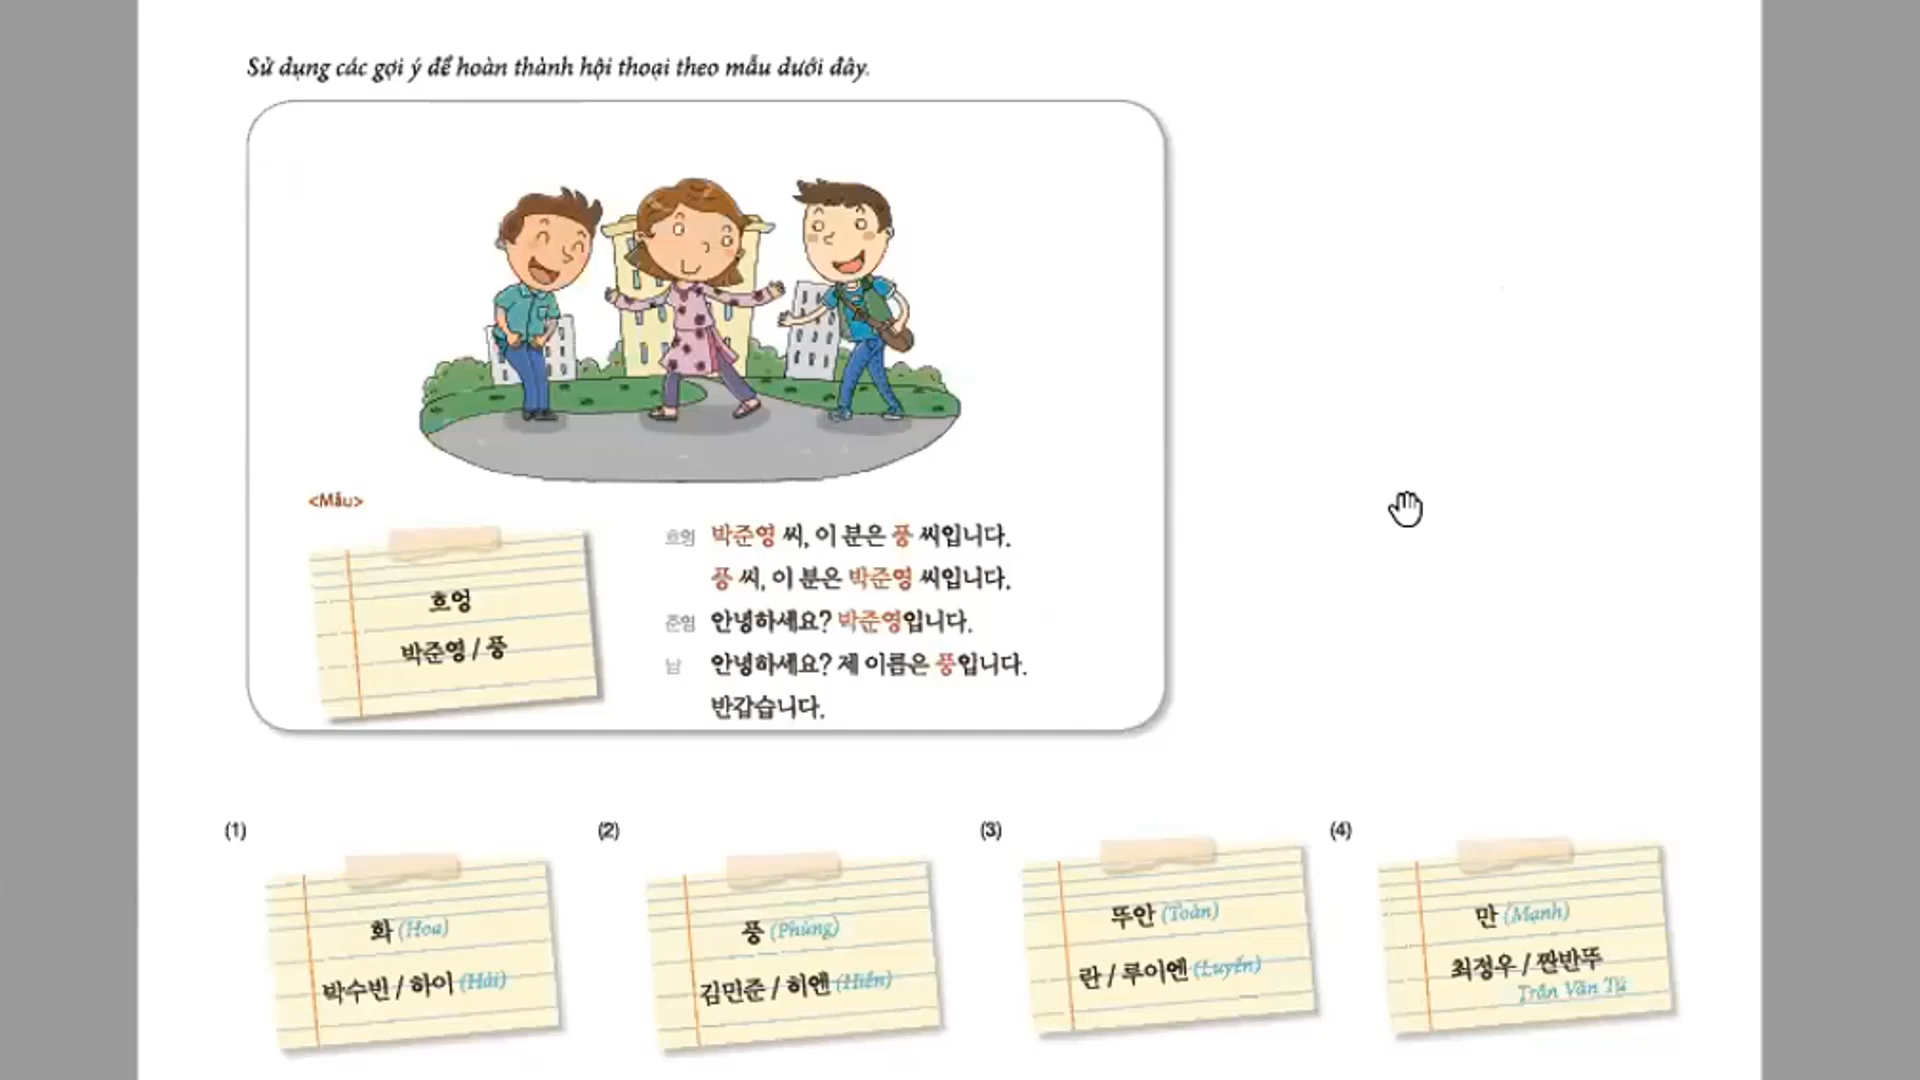 Sử dụng các gợi ý để hoàn thành hội thoại theo mẫu dưới đây.
<Mẫu>
흐엉
박준영 / 풍
흐엉 박준영 씨, 이 분은 풍 씨입니다.
풍 씨, 이 분은 박준영 씨입니다.
준영 안녕하세요? 박준영입니다.
남 안녕하세요? 제 이름은 풍입니다.
반갑습니다.
(1)
화 (Hoa)
박수빈 / 하이 (Hải)
(2)
풍 (Phùng)
김민준 / 히엔 (Hiền)
(3)
뚜안 (Toàn)
란 / 루이엔 (Luyến)
(4)
만 (Mạnh)
최정우 / 짠반뚜
Trần Văn Tú